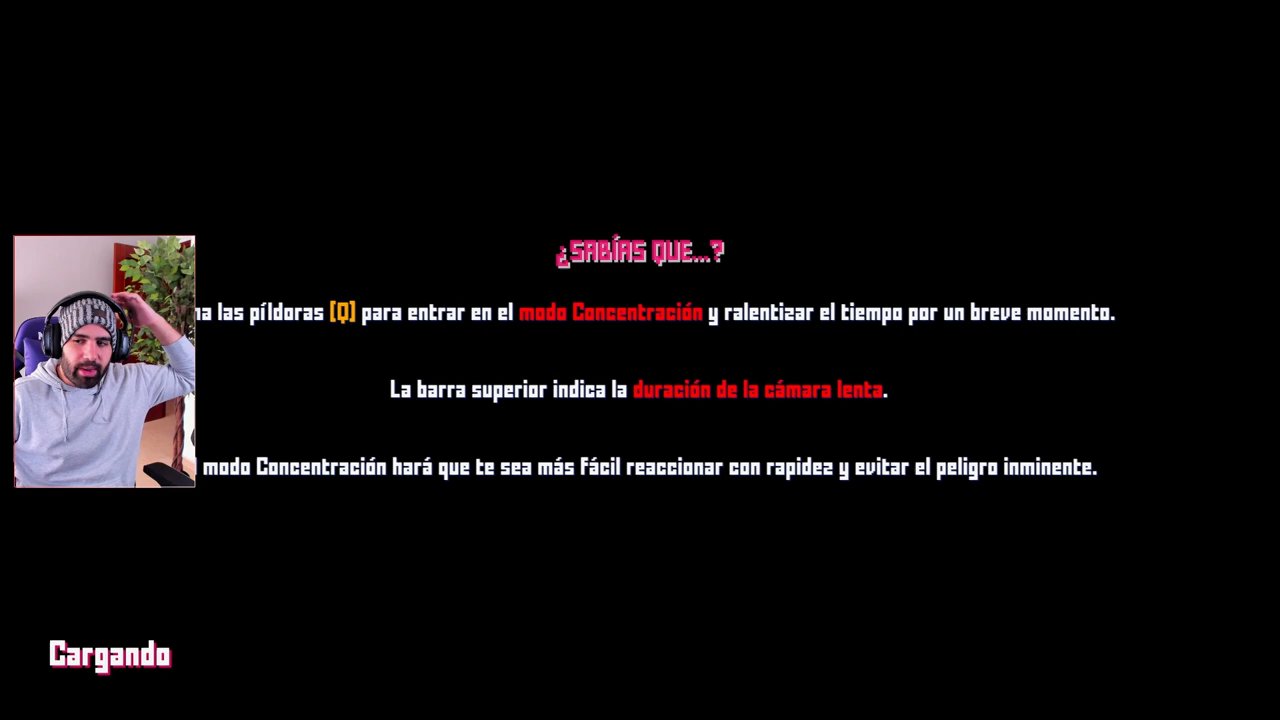 ¿SABÍAS QUE...?
las píldoras [Q] para entrar en el modo Concentración y ralentizar el tiempo por un breve momento.
La barra superior indica la duración de la cámara lenta.
modo Concentración hará que te sea más fácil reaccionar con rapidez y evitar el peligro inminente.
Cargando